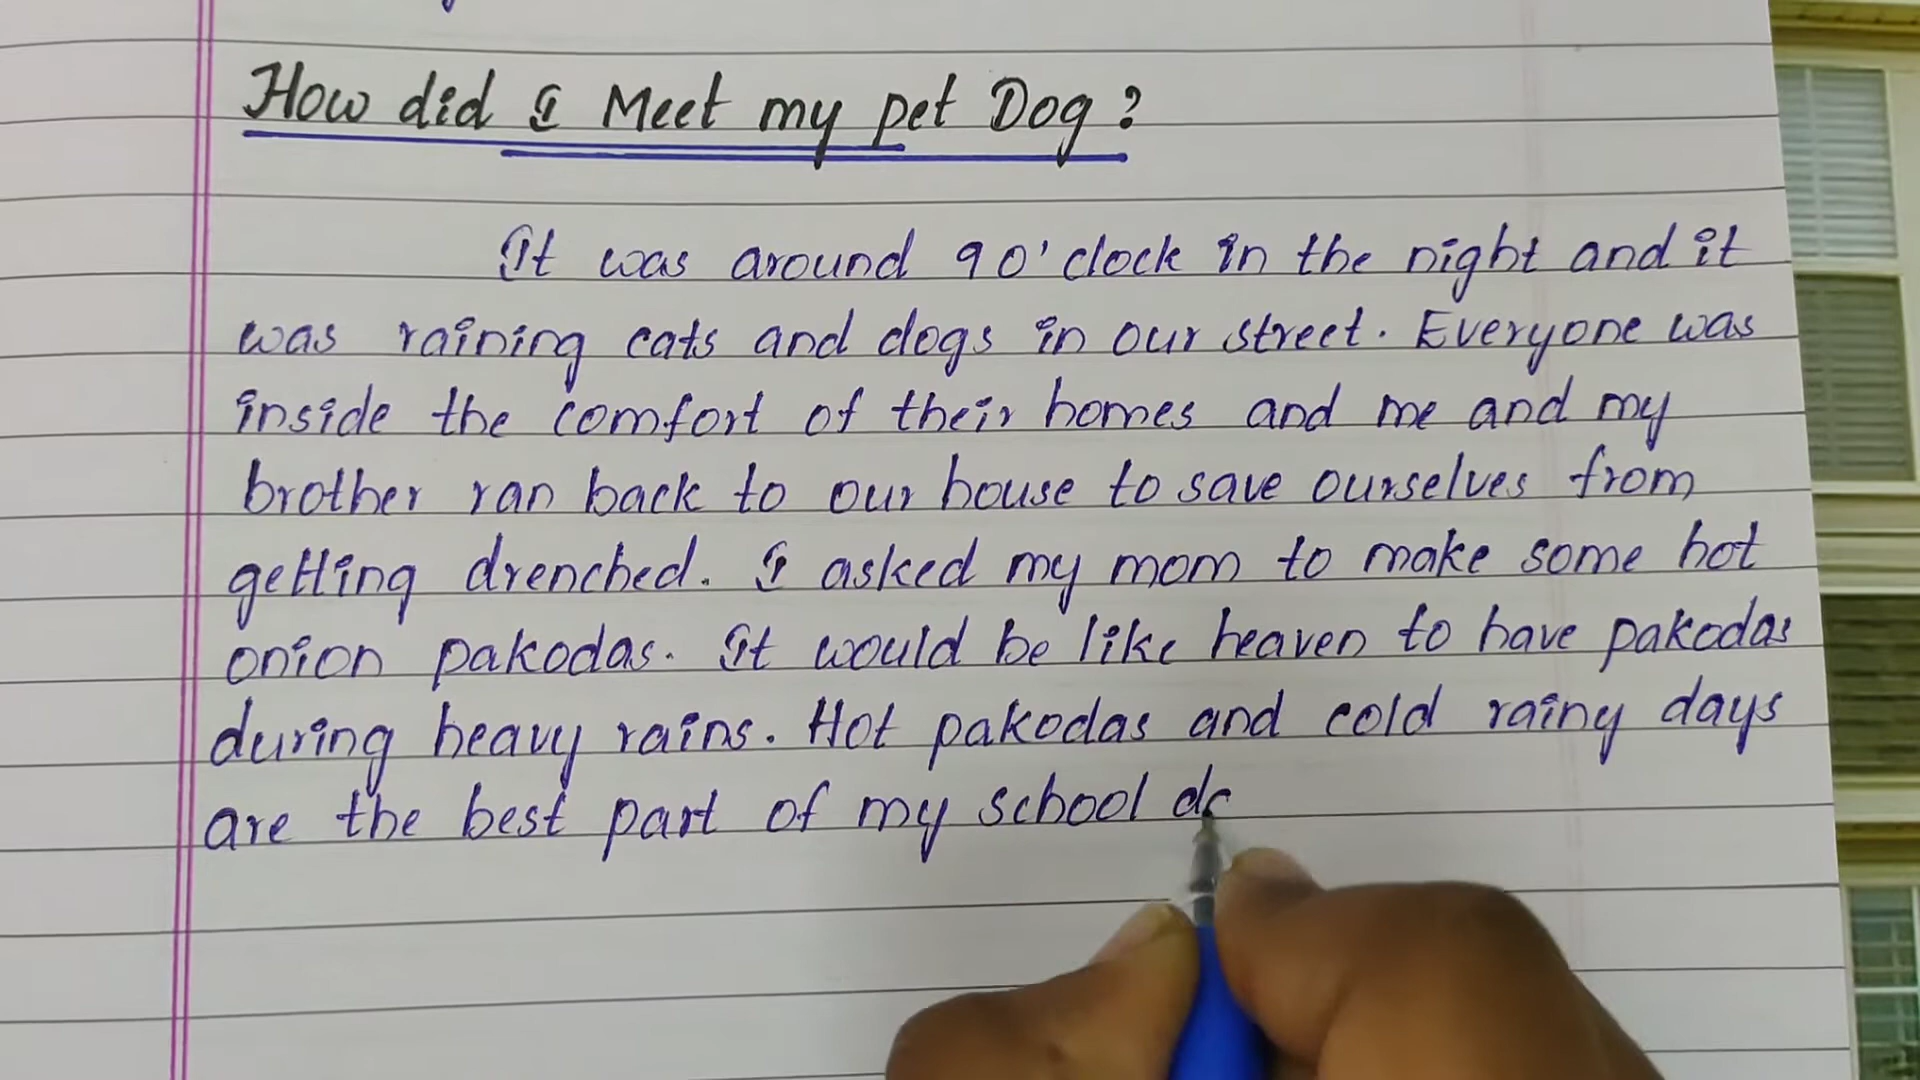 How did I Meet my pet Dog?
It was around 9 o'clock in the night and it
was raining cats and dogs in our street. Everyone was
inside the comfort of their homes and me and my
brother ran back to our house to save ourselves from
getting drenched. I asked my mom to make some hot
onion pakodas. It would be like heaven to have pakodas
during heavy rains. Hot pakodas and cold rainy days
are the best part of my school